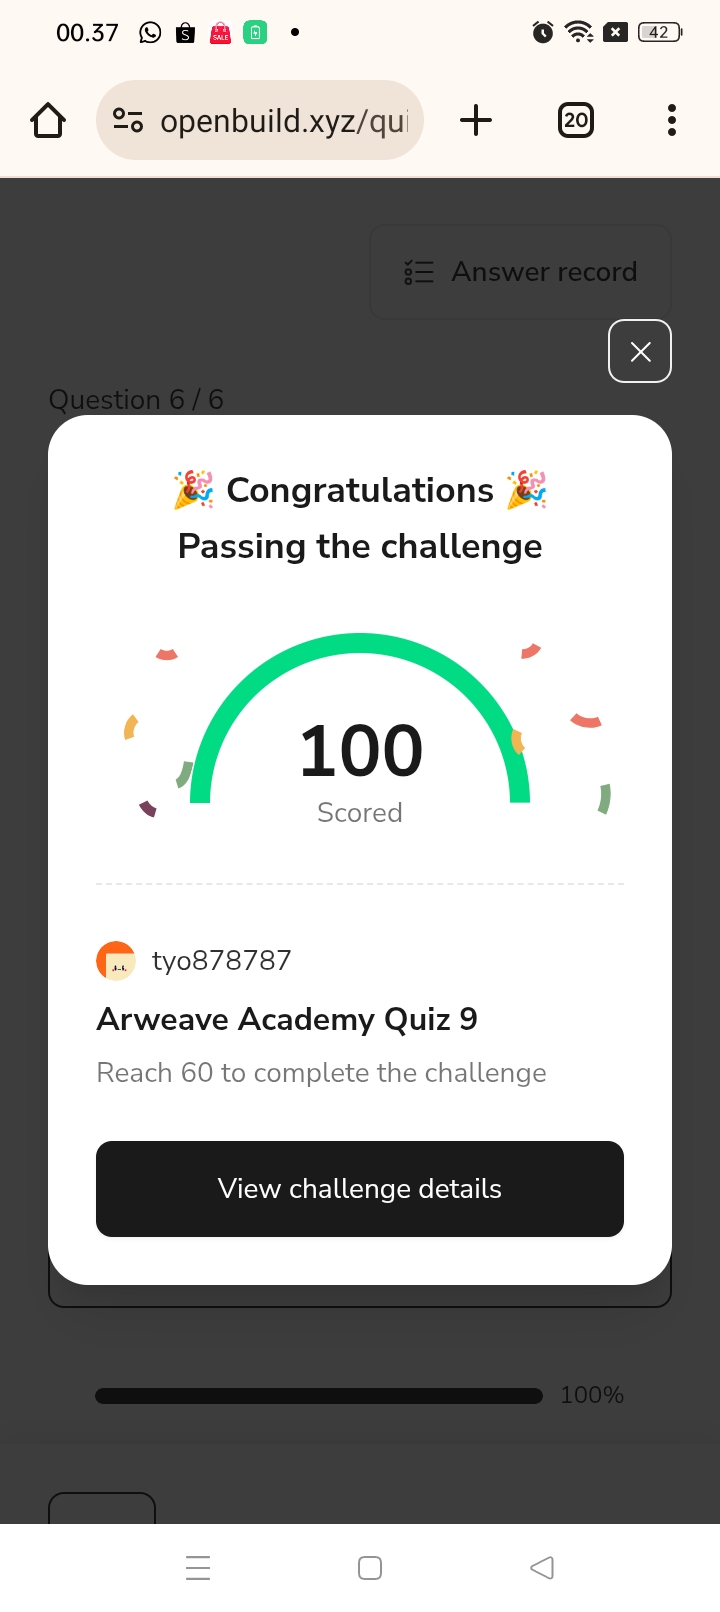 00.37
S
SALE
42
openbuild.xyz/qui
20
Answer record
Question 6 / 6
🎉 Congratulations 🎉
Passing the challenge
100
Scored
tyo878787
Arweave Academy Quiz 9
Reach 60 to complete the challenge
View challenge details
100%